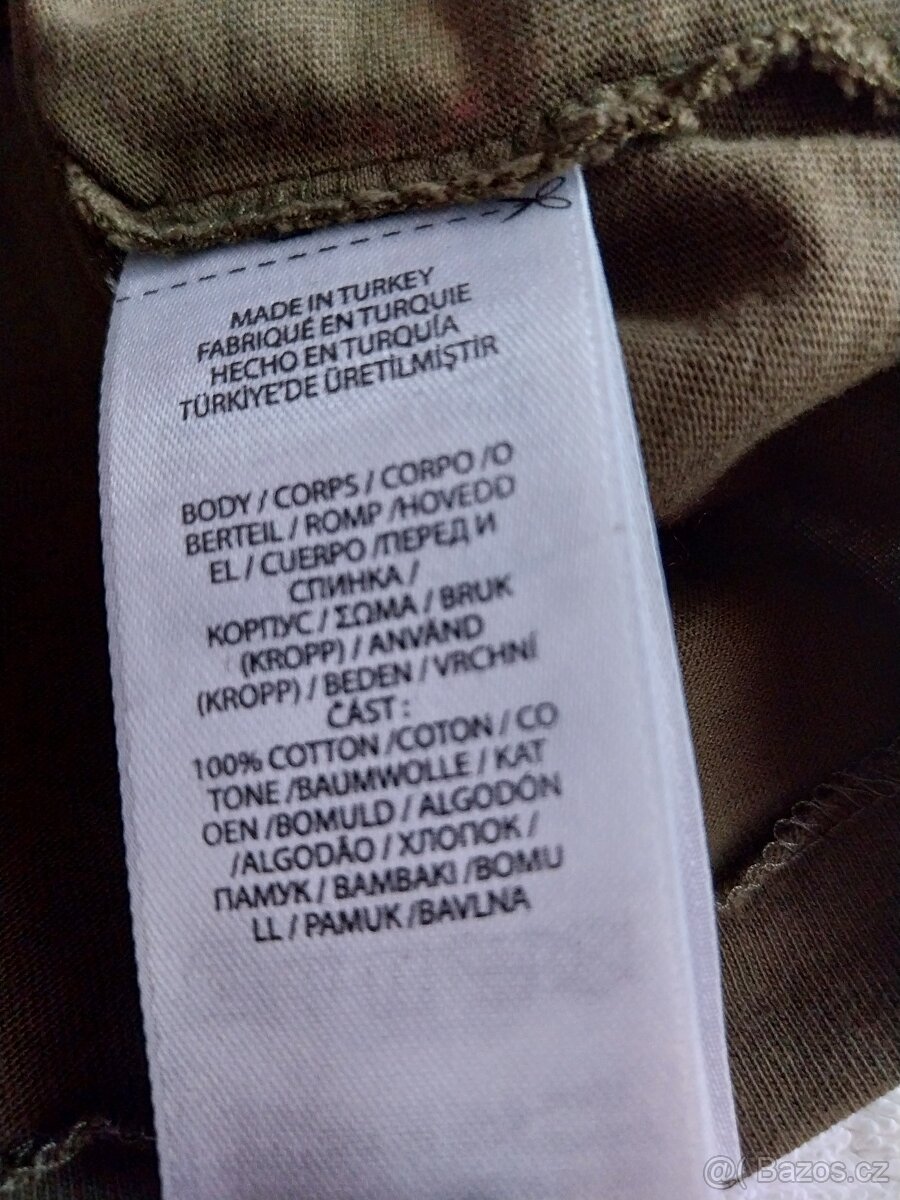 MADE IN TURKEY
FABRIQUÉ EN TURQUIE
HECHO EN TURQUÍA
TÜRKİYE'DE ÜRETİLMİŞTİR
BODY / CORPS / CORPO /O
BERTEIL / ROMP /HOVEDD
EL / CUERPO /ПЕРЕД И
СПИНКА /
КОРПУС / ΣΩΜΑ / BRUK
(KROPP) / ANVÄND
(KROPP) / BEDEN / VRCHNÍ
ČÁST :
100% COTTON /COTON / CO
TONE /BAUMWOLLE / KAT
OEN /BOMULD / ALGODÓN
/ALGODÃO / ХЛОПОК /
ПАМУК / ΒΑΜΒΑΚΙ /BOMU
LL / PAMUK /BAVLNA
@( Bazos.cz